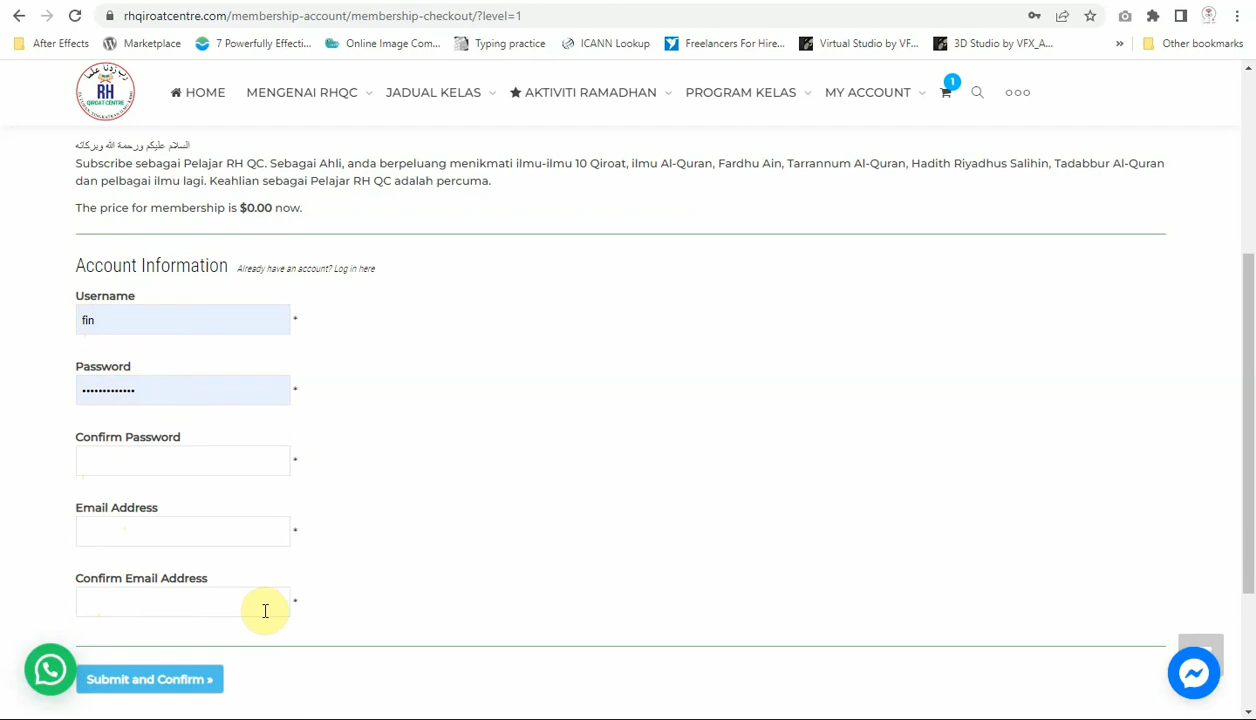 rhqiroatcentre.com/membership-account/membership-checkout/?level=1
After Effects Marketplace 7 Powerfully Effecti... Online Image Com... Typing practice ICANN Lookup Freelancers For Hire... Virtual Studio by VF... 3D Studio by VFX_A... » Other bookmarks
رب زدنا علما
RH
QIROAT CENTRE
HOME MENGENAI RHQC JADUAL KELAS AKTIVITI RAMADHAN PROGRAM KELAS MY ACCOUNT 1
السلام عليكم ورحمة الله وبركاته
Subscribe sebagai Pelajar RH QC. Sebagai Ahli, anda berpeluang menikmati ilmu-ilmu 10 Qiroat, ilmu Al-Quran, Fardhu Ain, Tarrannum Al-Quran, Hadith Riyadhus Salihin, Tadabbur Al-Quran
dan pelbagai ilmu lagi. Keahlian sebagai Pelajar RH QC adalah percuma.
The price for membership is $0.00 now.
Account Information Already have an account? Log in here
Username
fin *
Password
••••••••••••• *
Confirm Password
*
Email Address
*
Confirm Email Address
*
Submit and Confirm »